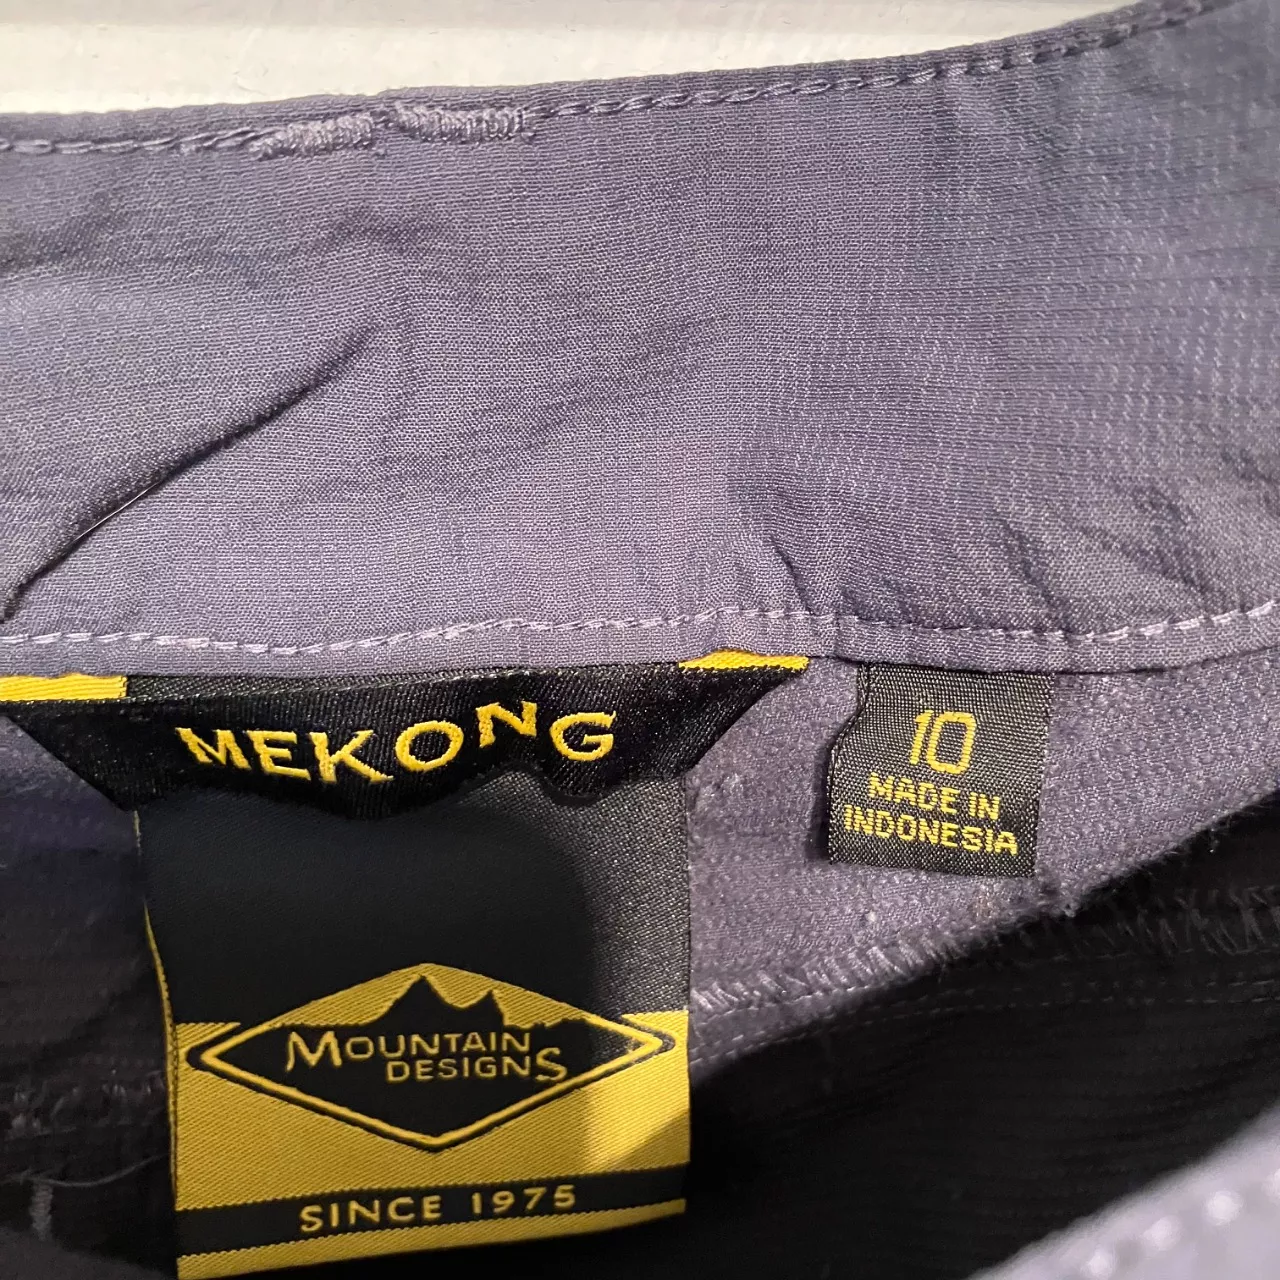 MEKONG
10
MADE IN
INDONESIA
MOUNTAIN
DESIGNS
SINCE 1975